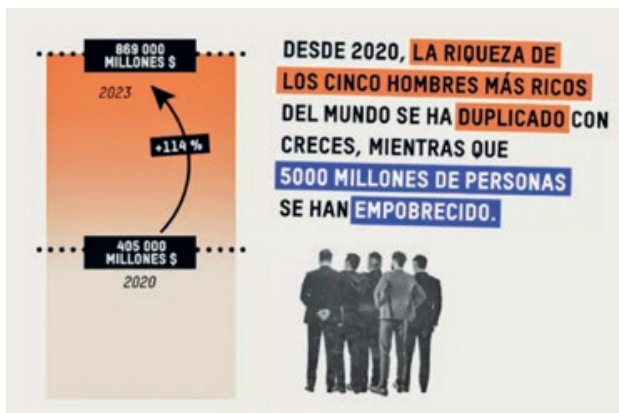 869 000
MILLONES $
2023
+114 %
405 000
MILLONES $
2020
DESDE 2020, LA RIQUEZA DE
LOS CINCO HOMBRES MÁS RICOS
DEL MUNDO SE HA DUPLICADO CON
CRECES, MIENTRAS QUE
5000 MILLONES DE PERSONAS
SE HAN EMPOBRECIDO.